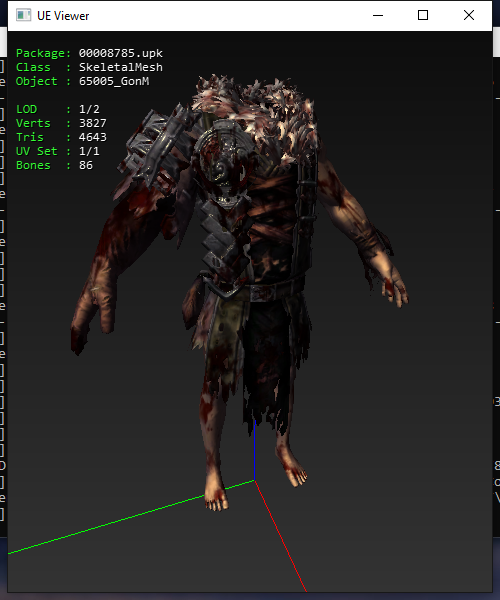 UE Viewer
Package: 00008785.upk
Class : SkeletalMesh
Object : 65005_GonM
LOD : 1/2
Verts : 3827
Tris : 4643
UV Set : 1/1
Bones : 86